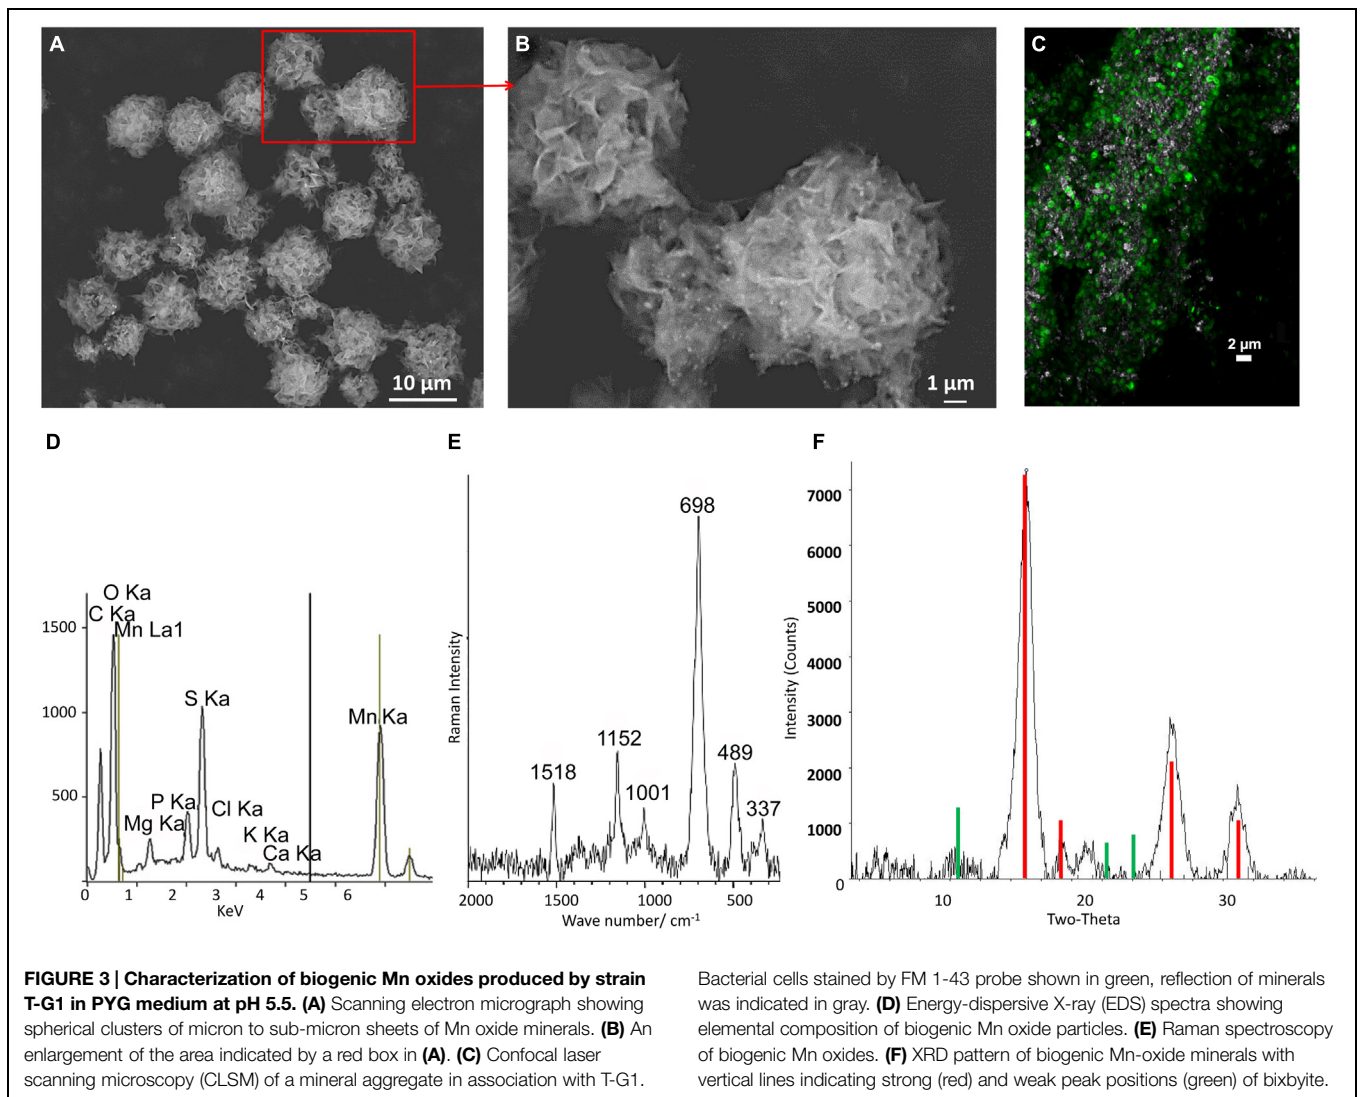 A
B
C
10 µm
1 µm
2 µm
D
E
F
O Ka
C Ka
Mn La1
1500
S Ka
1000
Mn Ka
P Ka
Cl Ka
500
Mg Ka
K Ka
Ca Ka
0 1 2 3 4 5 6
KeV
698
1152
489
1518
1001
337
Raman Intensity
2000 1500 1000 500
Wave number/ cm-1
7000
6000
5000
4000
3000
2000
1000
0
Intensity (Counts)
10 20 30
Two-Theta
FIGURE 3 | Characterization of biogenic Mn oxides produced by strain
T-G1 in PYG medium at pH 5.5. (A) Scanning electron micrograph showing
spherical clusters of micron to sub-micron sheets of Mn oxide minerals. (B) An
enlargement of the area indicated by a red box in (A). (C) Confocal laser
scanning microscopy (CLSM) of a mineral aggregate in association with T-G1.
Bacterial cells stained by FM 1-43 probe shown in green, reflection of minerals
was indicated in gray. (D) Energy-dispersive X-ray (EDS) spectra showing
elemental composition of biogenic Mn oxide particles. (E) Raman spectroscopy
of biogenic Mn oxides. (F) XRD pattern of biogenic Mn-oxide minerals with
vertical lines indicating strong (red) and weak peak positions (green) of bixbyite.